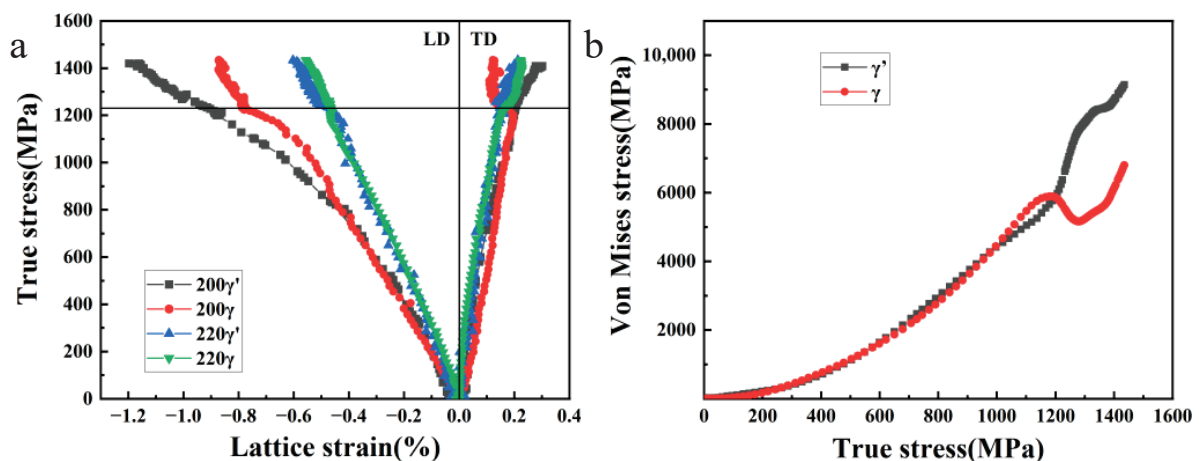 a
LD
TD
True stress(MPa)
1600
1400
1200
1000
800
600
400
200
0
200γ'
200γ
220γ'
220γ
−1.2 −1.0 −0.8 −0.6 −0.4 −0.2 0.0 0.2 0.4
Lattice strain(%)
b
Von Mises stress(MPa)
10,000
8000
6000
4000
2000
γ’
γ
0 200 400 600 800 1000 1200 1400 1600
True stress(MPa)